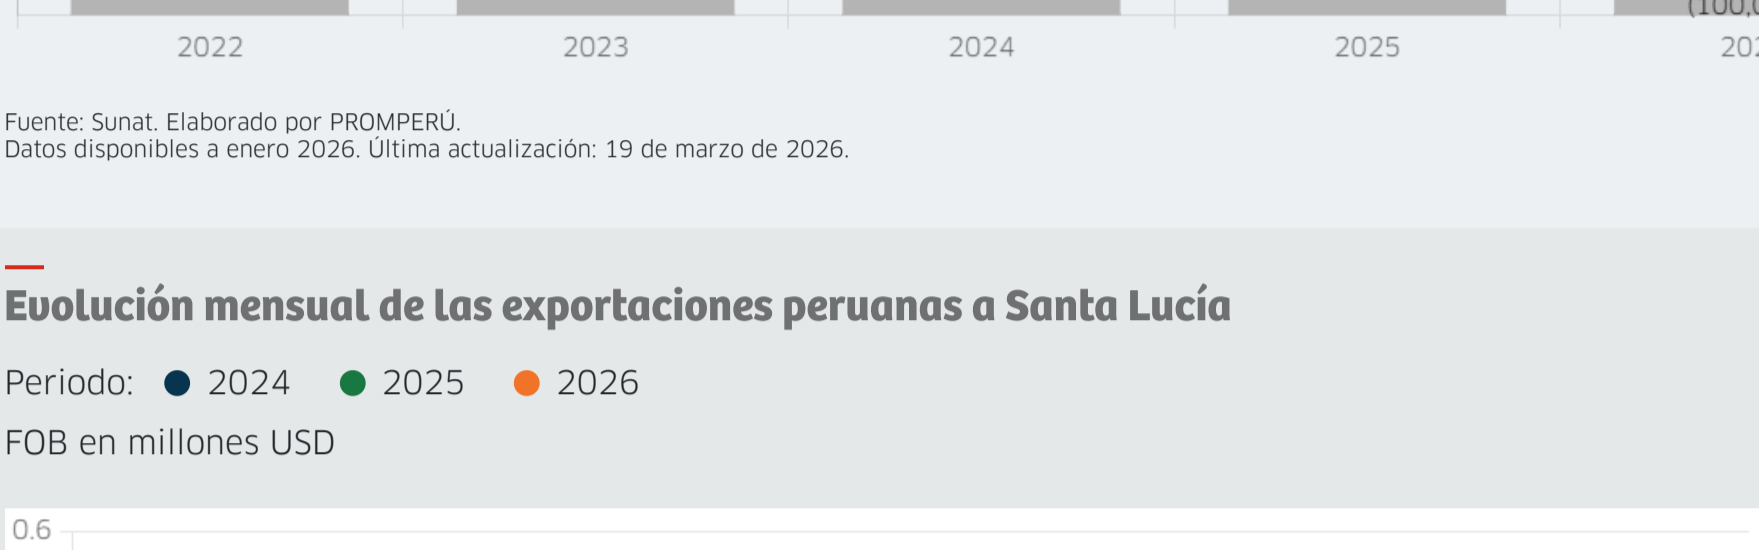 2022 2023 2024 2025
Fuente: Sunat. Elaborado por PROMPERÚ.
Datos disponibles a enero 2026. Última actualización: 19 de marzo de 2026.
Evolución mensual de las exportaciones peruanas a Santa Lucía
Periodo: 2024 2025 2026
FOB en millones USD
0.6